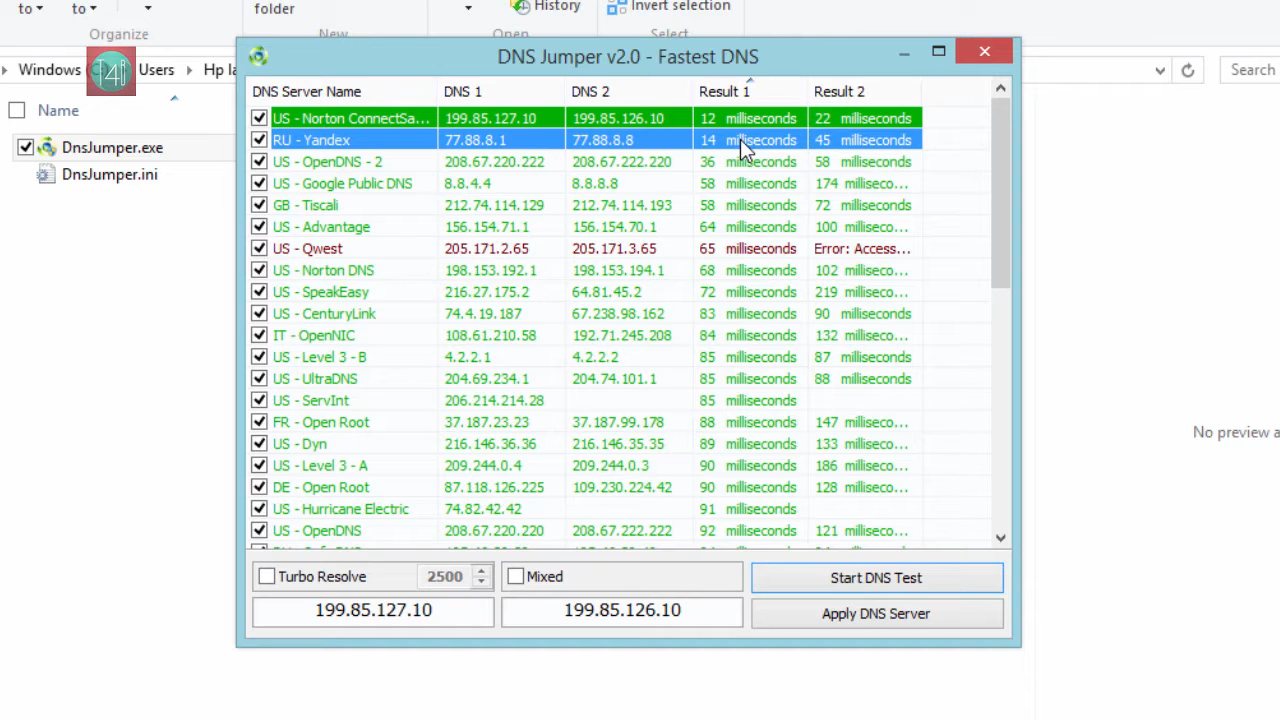 to to folder History Invert selection
Organize New Open Select
Windows Users Hp la Search
T4i
Name
DnsJumper.exe
DnsJumper.ini
No preview a
DNS Jumper v2.0 - Fastest DNS
DNS Server Name DNS 1 DNS 2 Result 1 Result 2
US - Norton ConnectSa... 199.85.127.10 199.85.126.10 12 milliseconds 22 milliseconds
RU - Yandex 77.88.8.1 77.88.8.8 14 milliseconds 45 milliseconds
US - OpenDNS - 2 208.67.220.222 208.67.222.220 36 milliseconds 58 milliseconds
US - Google Public DNS 8.8.4.4 8.8.8.8 58 milliseconds 174 milliseco...
GB - Tiscali 212.74.114.129 212.74.114.193 58 milliseconds 72 milliseconds
US - Advantage 156.154.71.1 156.154.70.1 64 milliseconds 100 milliseco...
US - Qwest 205.171.2.65 205.171.3.65 65 milliseconds Error: Access...
US - Norton DNS 198.153.192.1 198.153.194.1 68 milliseconds 102 milliseco...
US - SpeakEasy 216.27.175.2 64.81.45.2 72 milliseconds 219 milliseco...
US - CenturyLink 74.4.19.187 67.238.98.162 83 milliseconds 90 milliseconds
IT - OpenNIC 108.61.210.58 192.71.245.208 84 milliseconds 132 milliseco...
US - Level 3 - B 4.2.2.1 4.2.2.2 85 milliseconds 87 milliseconds
US - UltraDNS 204.69.234.1 204.74.101.1 85 milliseconds 88 milliseconds
US - ServInt 206.214.214.28 85 milliseconds
FR - Open Root 37.187.23.23 37.187.99.178 88 milliseconds 147 milliseco...
US - Dyn 216.146.36.36 216.146.35.35 89 milliseconds 133 milliseco...
US - Level 3 - A 209.244.0.4 209.244.0.3 90 milliseconds 186 milliseco...
DE - Open Root 87.118.126.225 109.230.224.42 90 milliseconds 128 milliseco...
US - Hurricane Electric 74.82.42.42 91 milliseconds
US - OpenDNS 208.67.220.220 208.67.222.222 92 milliseconds 121 milliseco...
Turbo Resolve 2500 Mixed Start DNS Test
199.85.127.10 199.85.126.10 Apply DNS Server